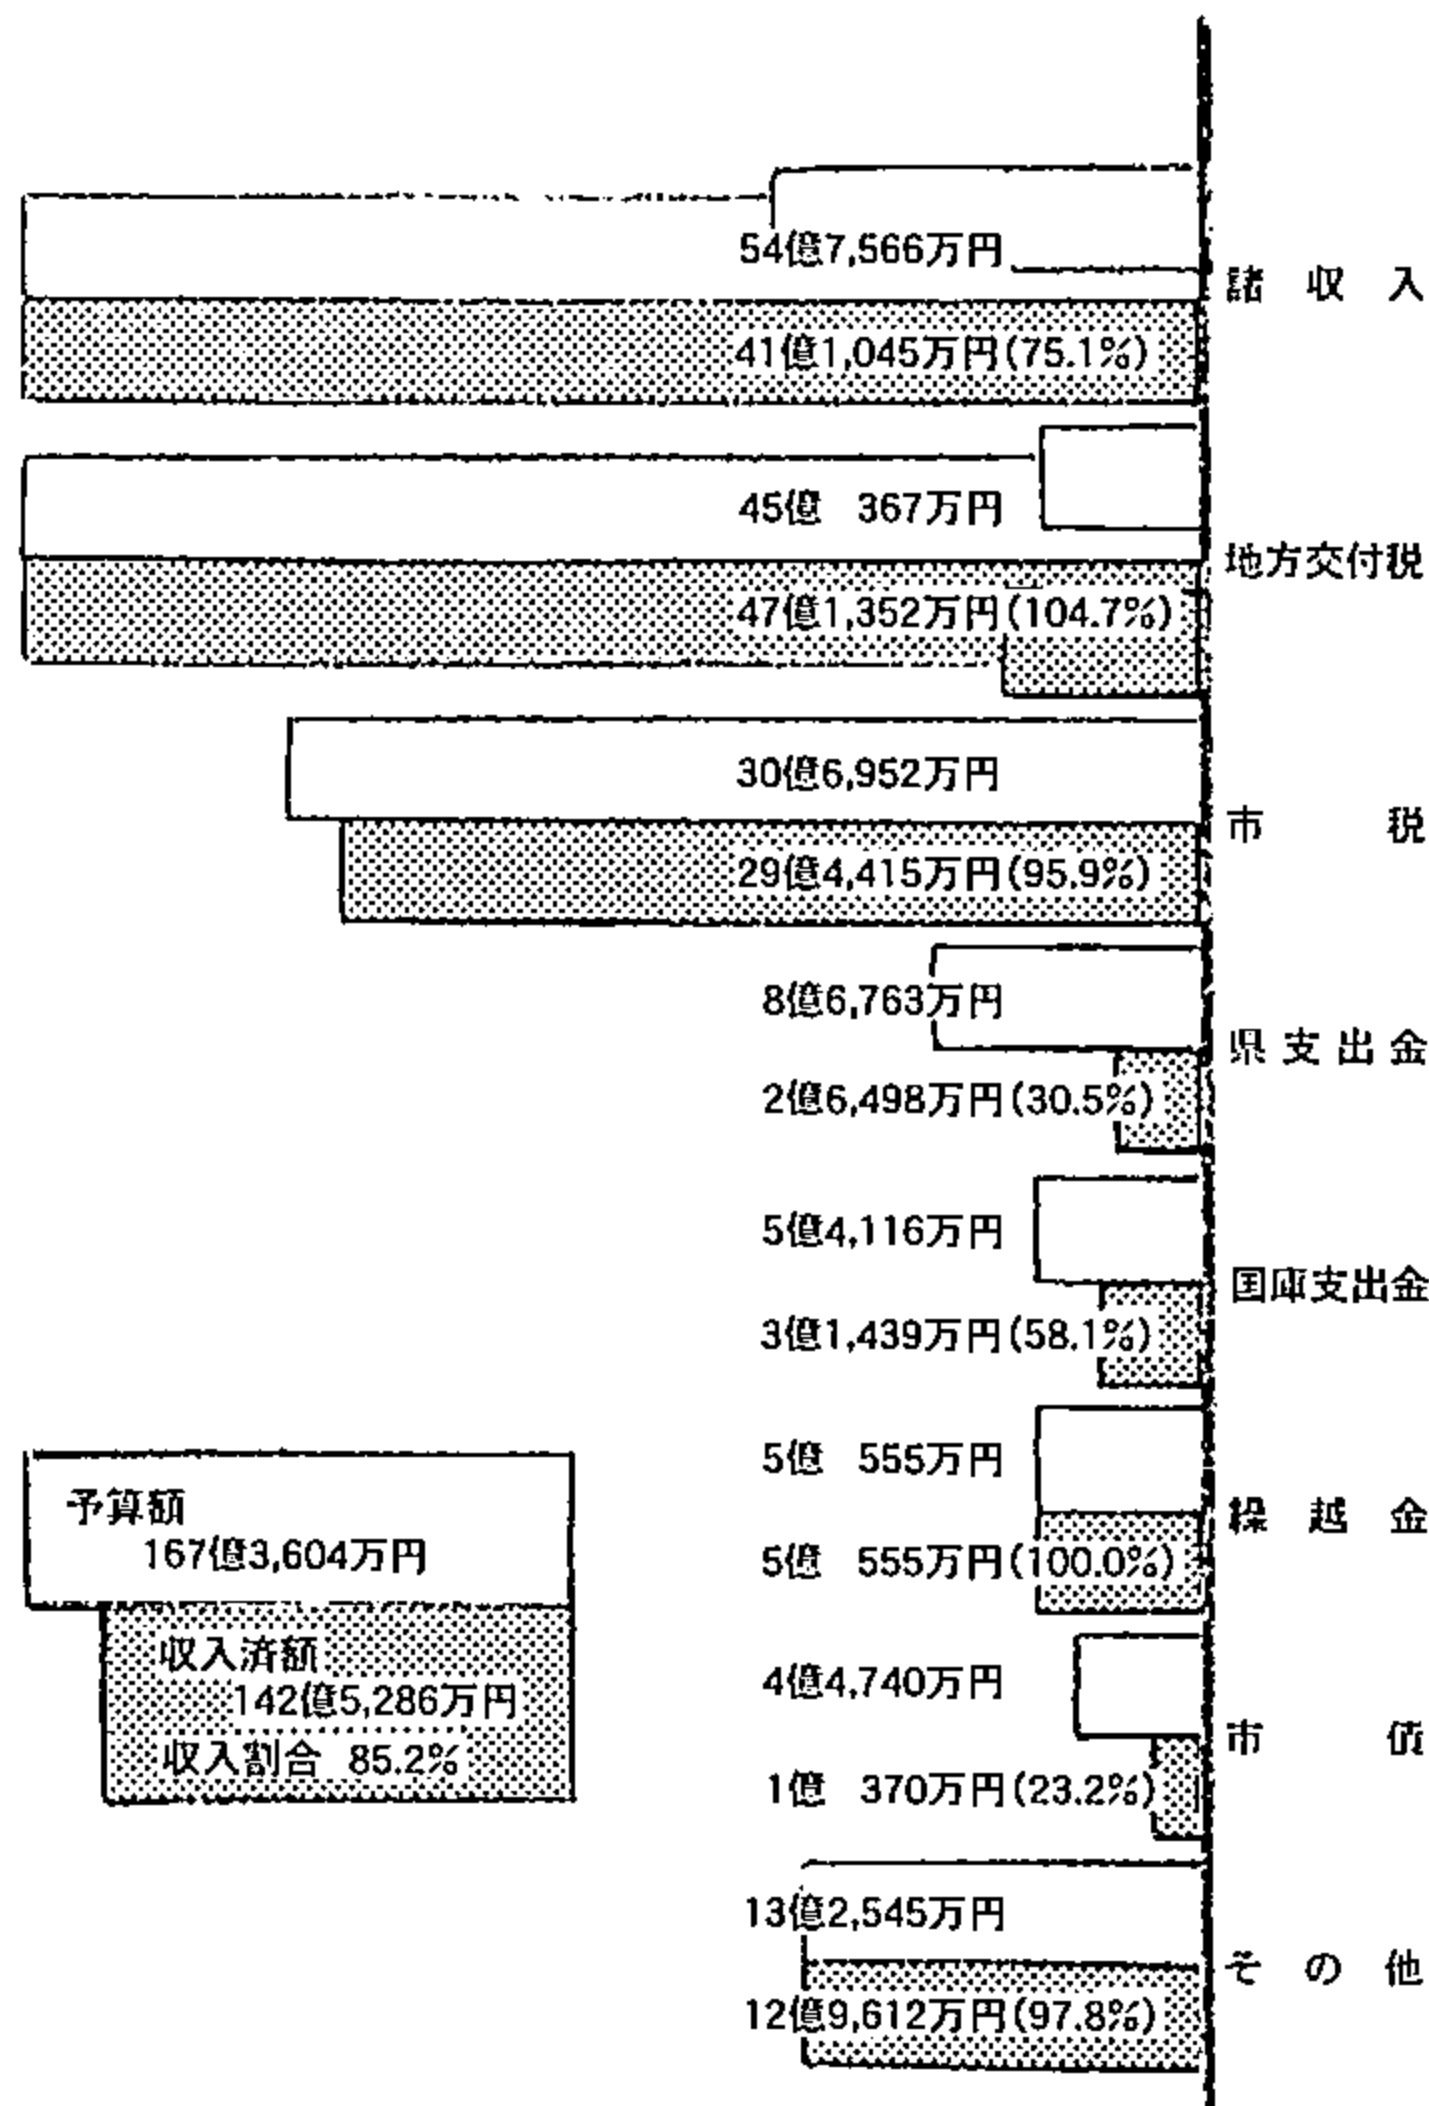 54億7,566万円
諸収入
41億1,045万円(75.1%)
45億 367万円
地方交付税
47億1,352万円(104.7%)
30億6,952万円
市税
29億4,415万円(95.9%)
8億6,763万円
県支出金
2億6,498万円(30.5%)
5億4,116万円
国庫支出金
3億1,439万円(58.1%)
5億 555万円
繰越金
5億 555万円(100.0%)
4億4,740万円
市債
1億 370万円(23.2%)
13億2,545万円
その他
12億9,612万円(97.8%)
予算額
167億3,604万円
収入済額
142億5,286万円
収入割合 85.2%